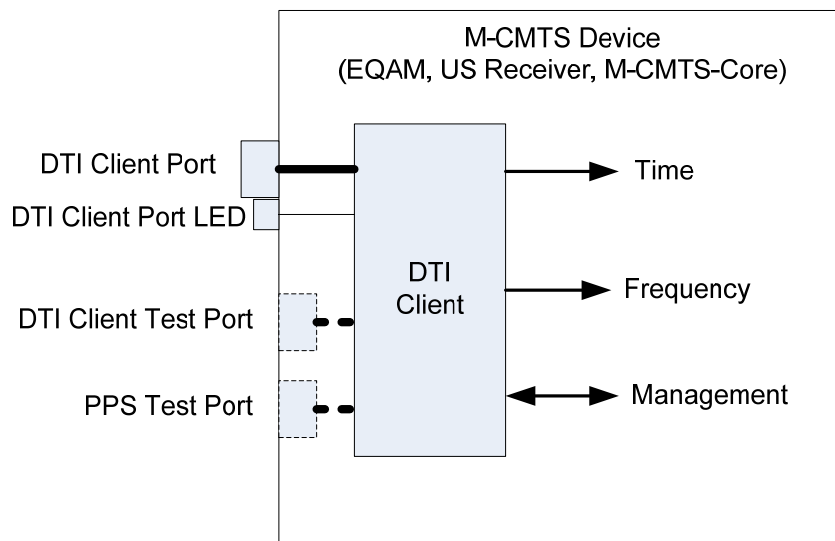 M-CMTS Device
(EQAM, US Receiver, M-CMTS-Core)
DTI Client Port
DTI Client Port LED
DTI Client Test Port
PPS Test Port
DTI
Client
Time
Frequency
Management